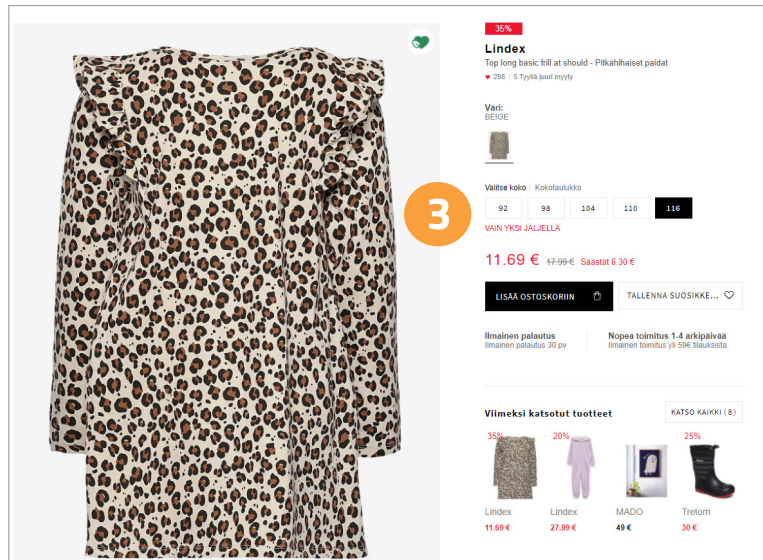 35%
Lindex
Top long basic frill at should - Pitkähihaiset paidat
298 | 5 Tyyliä juuri myyty
Väri:
BEIGE
Valitse koko | Kokotaulukko
92 98 104 110 116
3
VAIN YKSI JÄLJELLÄ
11.69 € 17.99 € Säästät 6.30 €
LISÄÄ OSTOSKORIIN TALLENNA SUOSIKKE...
Ilmainen palautus Nopea toimitus 1-4 arkipäivää
Ilmainen palautus 30 pv Ilmainen toimitus yli 59€ tilauksista
Viimeksi katsotut tuotteet KATSO KAIKKI (8)
35% 20% 25%
Lindex Lindex MADO Tretorn
11.69 € 27.99 € 49 € 30 €